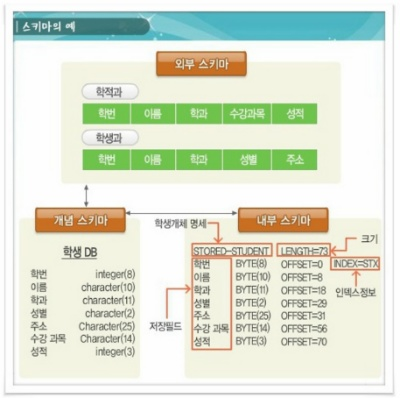 스키마의 예
외부 스키마
학적과
학번 이름 학과 수강과목 성적
학생과
학번 이름 학과 성별 주소
개념 스키마
학생 DB
학번 integer(8)
이름 character(10)
학과 character(11)
성별 character(2)
주소 Character(25)
수강 과목 Character(14)
성적 integer(3)
학생개체 명세
내부 스키마
크기
STORED-STUDENT LENGTH=73
학번 BYTE(8) OFFSET=0 INDEX=STX
이름 BYTE(10) OFFSET=8
학과 BYTE(11) OFFSET=18
성별 BYTE(2) OFFSET=29
주소 BYTE(25) OFFSET=31
수강 과목 BYTE(14) OFFSET=56
성적 BYTE(3) OFFSET=70
인덱스정보
저장필드